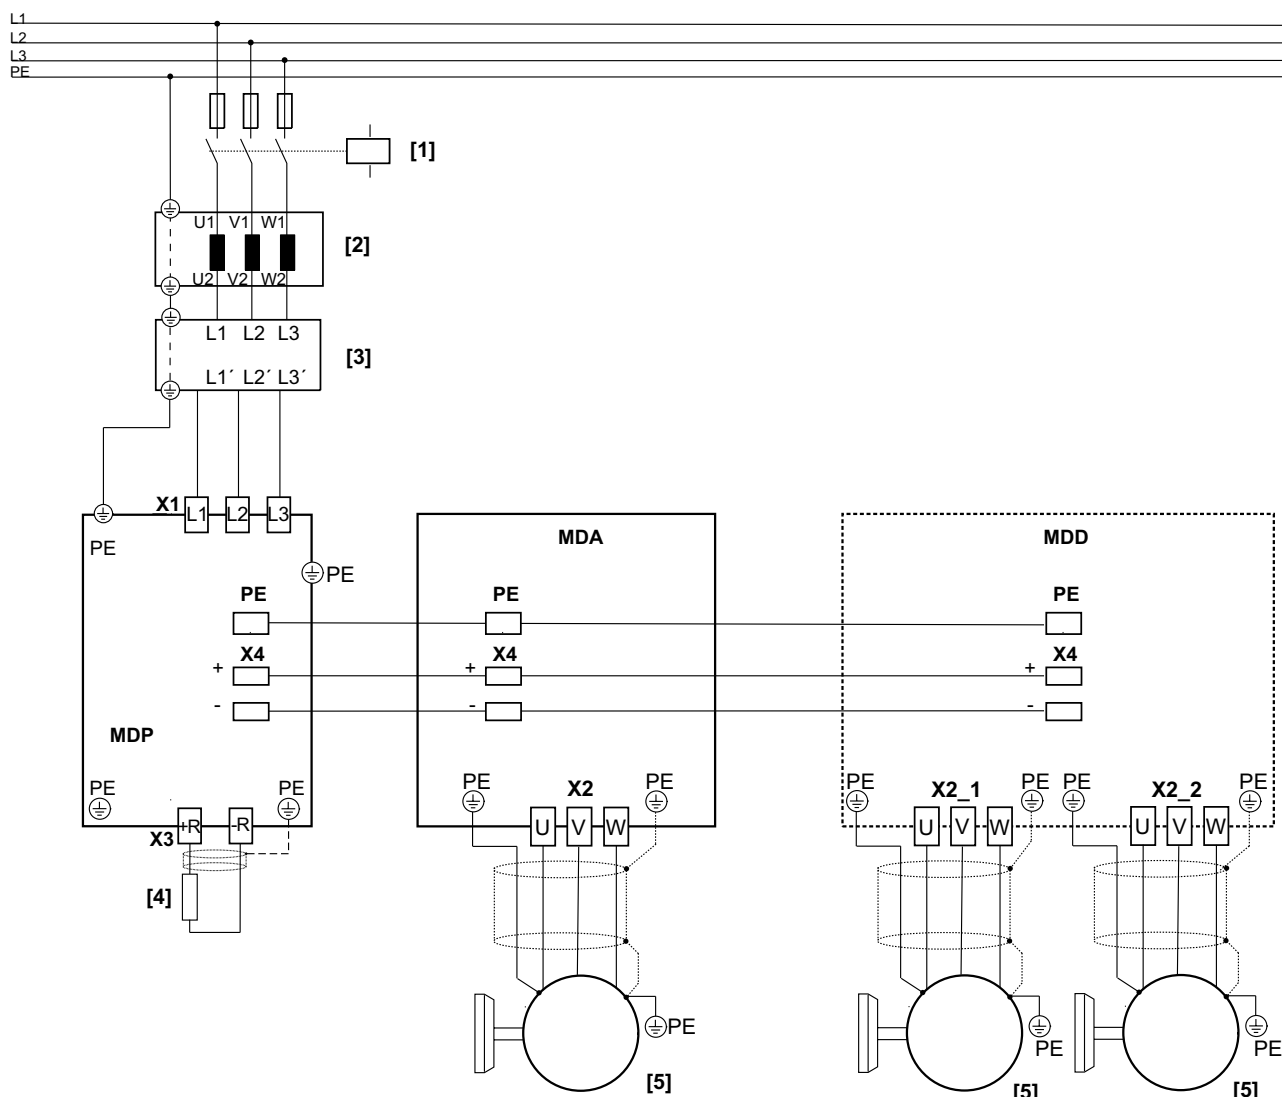 L1
L2
L3
PE
[1]
U1 V1 W1
[2]
U2 V2 W2
L1 L2 L3
[3]
L1´ L2´ L3´
X1 L1 L2 L3
PE
MDA
MDD
PE
PE PE PE
X4 X4 X4
+ + +
- - -
MDP
PE PE
PE X2 PE
PE X2_1 PE
PE X2_2 PE
X3 +R -R
U V W
U V W
U V W
[4]
PE
PE
PE
[5]
[5]
[5]